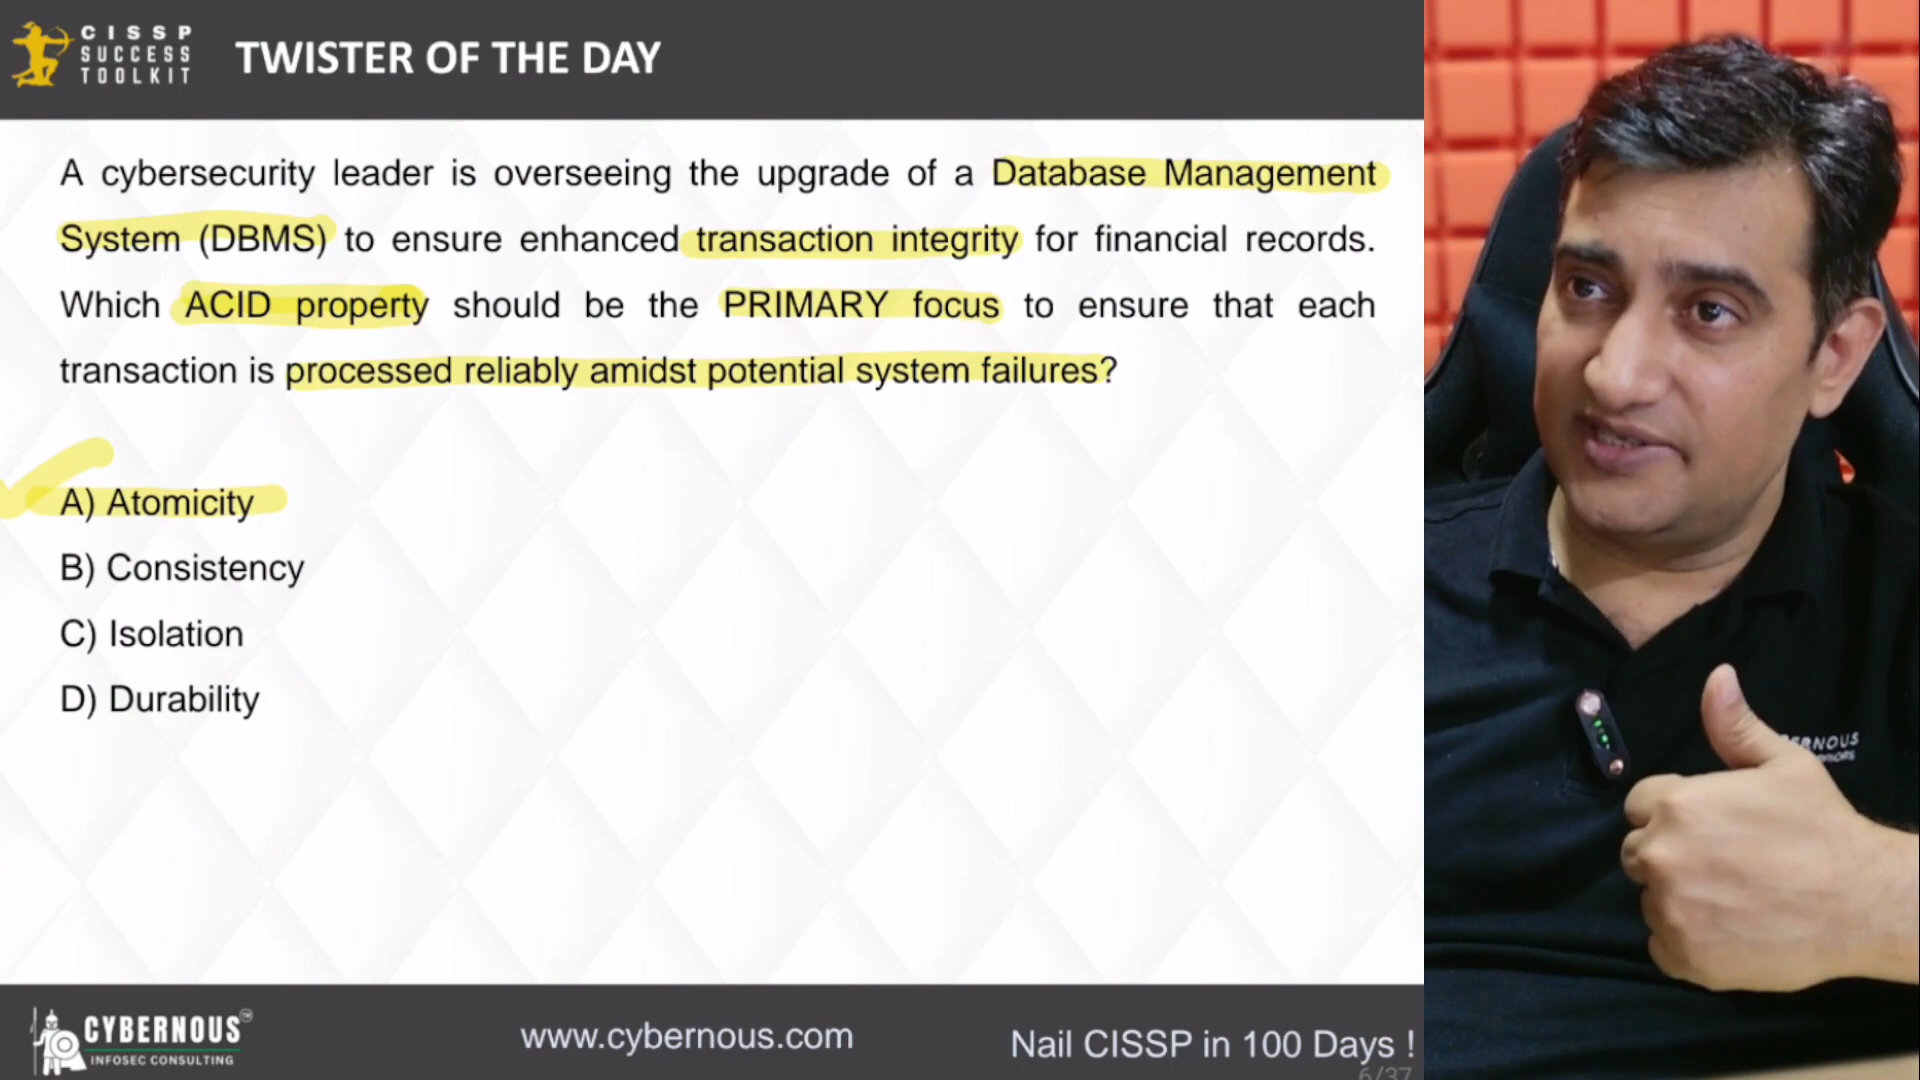 CISSP
SUCCESS
TOOLKIT
TWISTER OF THE DAY
A cybersecurity leader is overseeing the upgrade of a Database Management
System (DBMS) to ensure enhanced transaction integrity for financial records.
Which ACID property should be the PRIMARY focus to ensure that each
transaction is processed reliably amidst potential system failures?
A) Atomicity
B) Consistency
C) Isolation
D) Durability
CYBERNOUS™
INFOSEC CONSULTING
www.cybernous.com
Nail CISSP in 100 Days !
6/37